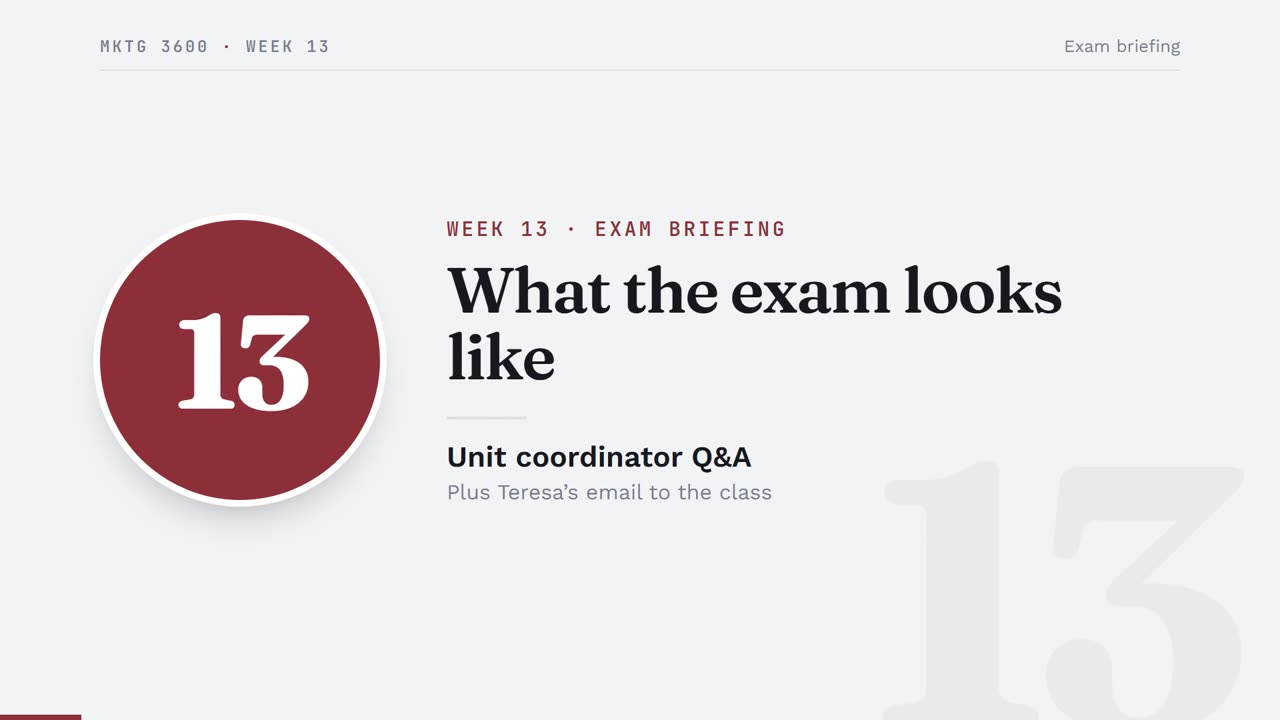 MKTG 3600 · WEEK 13
Exam briefing
13
WEEK 13 · EXAM BRIEFING
What the exam looks
like
Unit coordinator Q&A
Plus Teresa’s email to the class
13